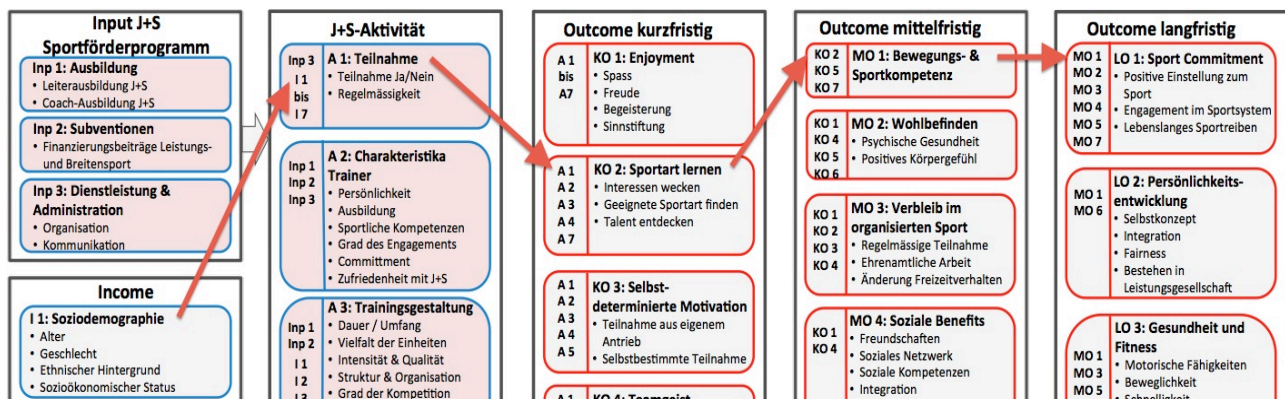 Input J+S
Sportförderprogramm
Inp 1: Ausbildung
• Leiterausbildung J+S
• Coach-Ausbildung J+S
Inp 2: Subventionen
• Finanzierungsbeiträge Leistungs-
und Breitensport
Inp 3: Dienstleistung &
Administration
• Organisation
• Kommunikation
Income
I 1: Soziodemographie
• Alter
• Geschlecht
• Ethnischer Hintergrund
• Sozioökonomischer Status
J+S-Aktivität
Inp 3
I 1
bis
I 7
A 1: Teilnahme
• Teilnahme Ja/Nein
• Regelmässigkeit
Inp 1
Inp 2
Inp 3
A 2: Charakteristika
Trainer
• Persönlichkeit
• Ausbildung
• Sportliche Kompetenzen
• Grad des Engagements
• Committment
• Zufriedenheit mit J+S
Inp 1
Inp 2
I 1
I 2
I 3
A 3: Trainingsgestaltung
• Dauer / Umfang
• Vielfalt der Einheiten
• Intensität & Qualität
• Struktur & Organisation
• Grad der Kompetition
Outcome kurzfristig
A 1
bis
A7
KO 1: Enjoyment
• Spass
• Freude
• Begeisterung
• Sinnstiftung
A 1
A 2
A 3
A 4
A 7
KO 2: Sportart lernen
• Interessen wecken
• Geeignete Sportart finden
• Talent entdecken
A 1
A 2
A 3
A 4
A 5
KO 3: Selbst-
determinierte Motivation
• Teilnahme aus eigenem
Antrieb
• Selbstbestimmte Teilnahme
A 1
KO 4: Teamgeist
Outcome mittelfristig
KO 2
KO 5
KO 7
MO 1: Bewegungs- &
Sportkompetenz
KO 1
KO 4
KO 5
KO 6
MO 2: Wohlbefinden
• Psychische Gesundheit
• Positives Körpergefühl
KO 1
KO 2
KO 3
KO 4
MO 3: Verbleib im
organisierten Sport
• Regelmässige Teilnahme
• Ehrenamtliche Arbeit
• Änderung Freizeitverhalten
KO 1
KO 4
MO 4: Soziale Benefits
• Freundschaften
• Soziales Netzwerk
• Soziale Kompetenzen
• Integration
Outcome langfristig
MO 1
MO 2
MO 3
MO 4
MO 5
MO 7
LO 1: Sport Commitment
• Positive Einstellung zum
Sport
• Engagement im Sportsystem
• Lebenslanges Sportreiben
MO 1
MO 6
LO 2: Persönlichkeits-
entwicklung
• Selbstkonzept
• Integration
• Fairness
• Bestehen in
Leistungsgesellschaft
MO 1
MO 3
MO 5
LO 3: Gesundheit und
Fitness
• Motorische Fähigkeiten
• Beweglichkeit
• Schnelligkeit